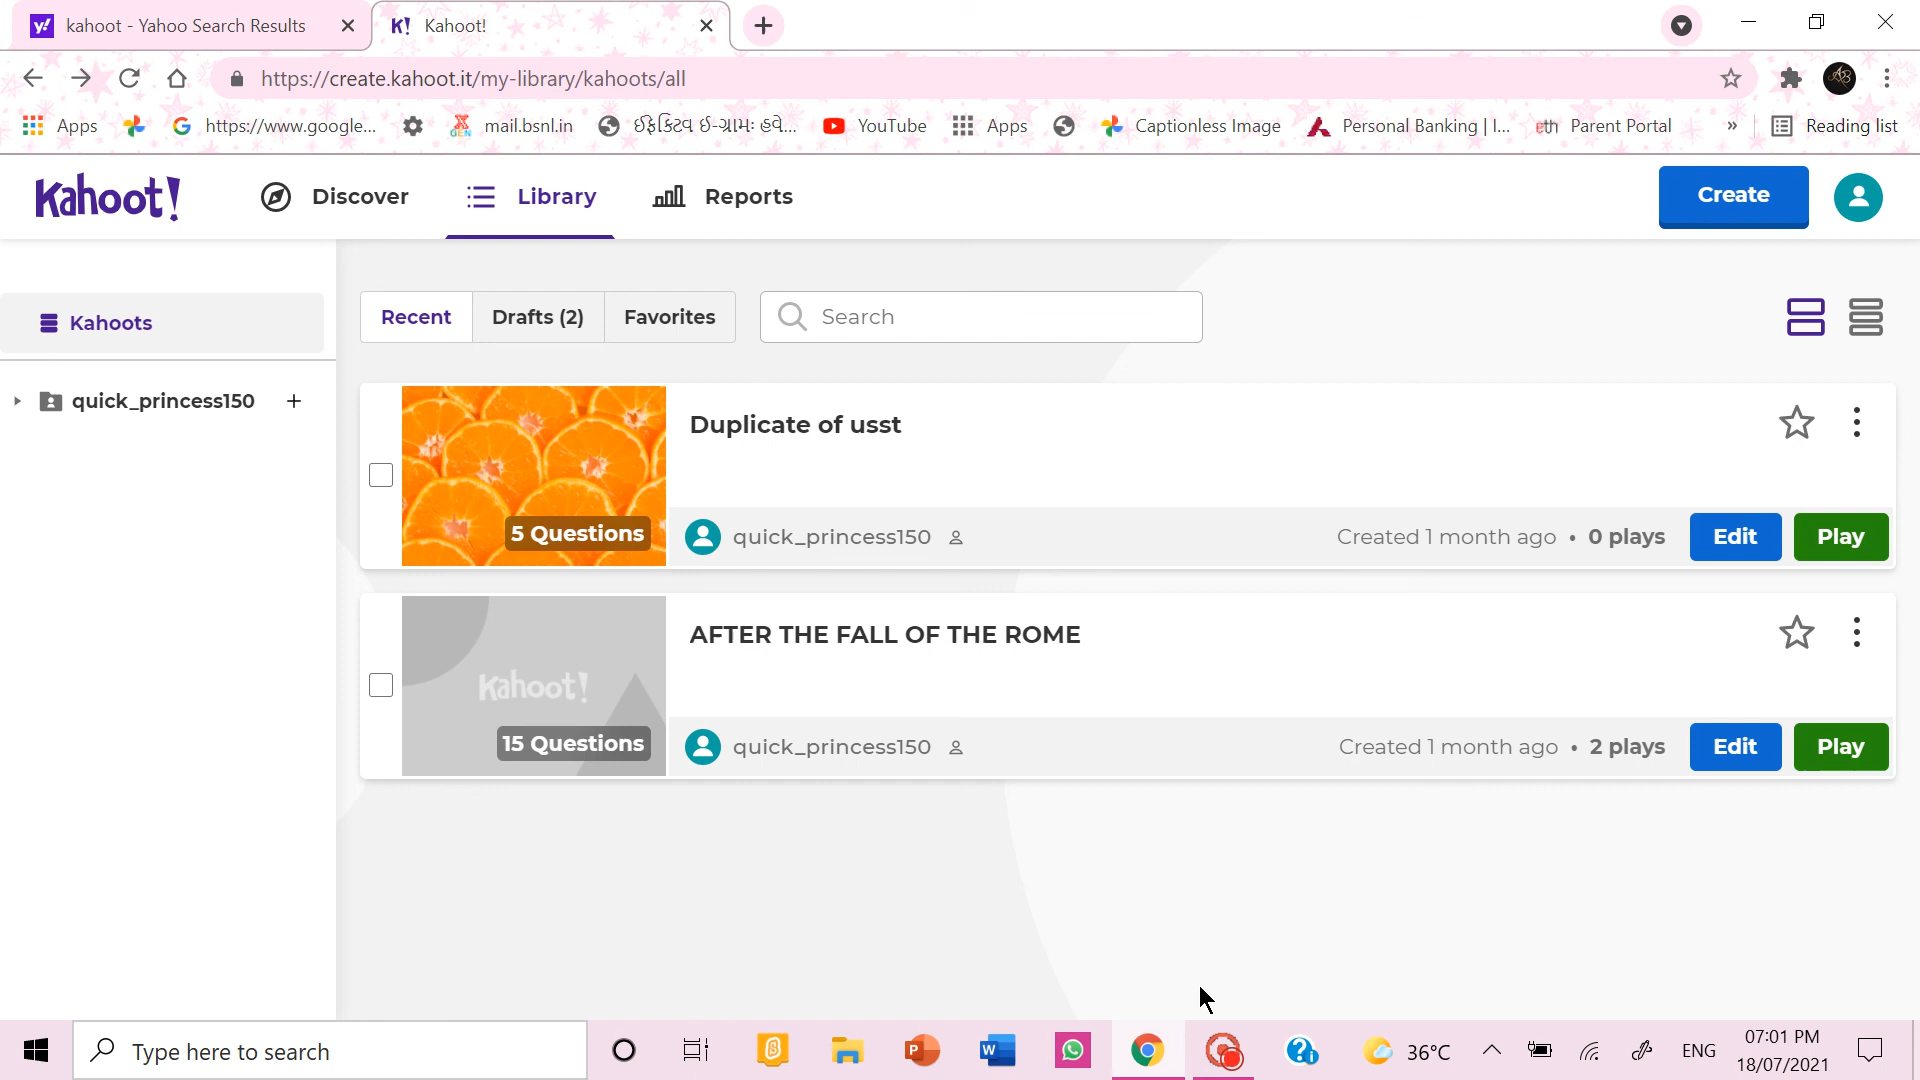 kahoot - Yahoo Search Results
K! Kahoot!
https://create.kahoot.it/my-library/kahoots/all
Apps
https://www.google...
mail.bsnl.in
YouTube
Apps
Captionless Image
Personal Banking | I...
eth Parent Portal
»
Reading list
Kahoot!
Discover
Library
Reports
Create
Kahoots
quick_princess150 +
Recent
Drafts (2)
Favorites
Search
5 Questions
Duplicate of usst
quick_princess150
Created 1 month ago • 0 plays
Edit
Play
Kahoot!
15 Questions
AFTER THE FALL OF THE ROME
quick_princess150
Created 1 month ago • 2 plays
Edit
Play
Type here to search
36°C
ENG
07:01 PM
18/07/2021